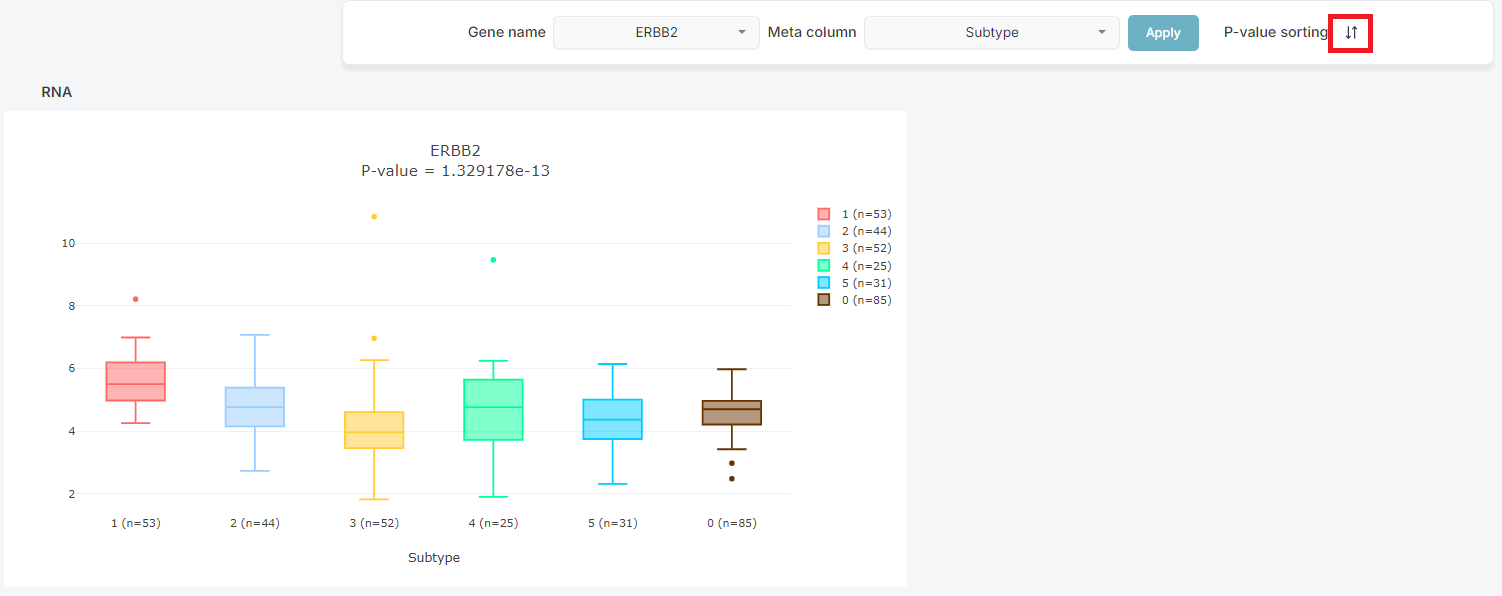 Gene name ERBB2 Meta column Subtype Apply P-value sorting
RNA
ERBB2
P-value = 1.329178e-13
1 (n=53)
2 (n=44)
3 (n=52)
4 (n=25)
5 (n=31)
0 (n=85)
10
8
6
4
2
1 (n=53) 2 (n=44) 3 (n=52) 4 (n=25) 5 (n=31) 0 (n=85)
Subtype